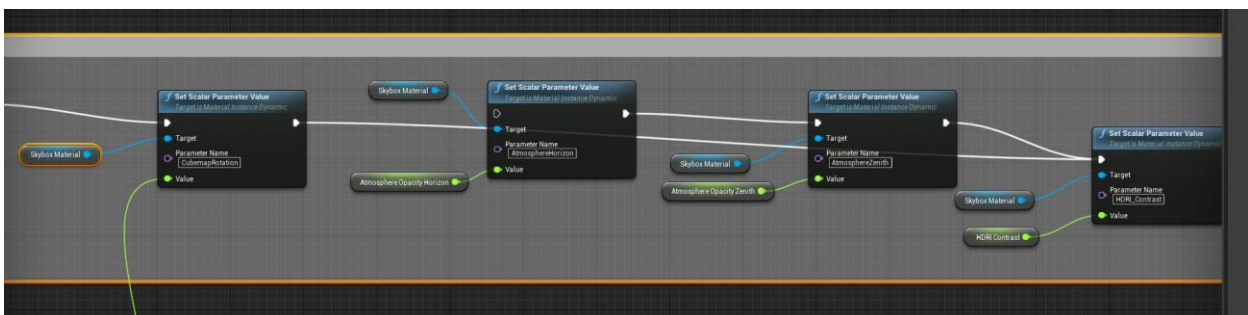 Set Scalar Parameter Value
Target is Material Instance Dynamic
Target
Parameter Name
CubemapRotation
Value
Skybox Material
Skybox Material
Set Scalar Parameter Value
Target is Material Instance Dynamic
Target
Parameter Name
AtmosphereHorizon
Value
Atmosphere Opacity Horizon
Set Scalar Parameter Value
Target is Material Instance Dynamic
Target
Parameter Name
AtmosphereZenith
Value
Skybox Material
Atmosphere Opacity Zenith
Set Scalar Parameter Value
Target is Material Instance Dynamic
Target
Parameter Name
HDRI_Contrast
Value
Skybox Material
HDRI Contrast